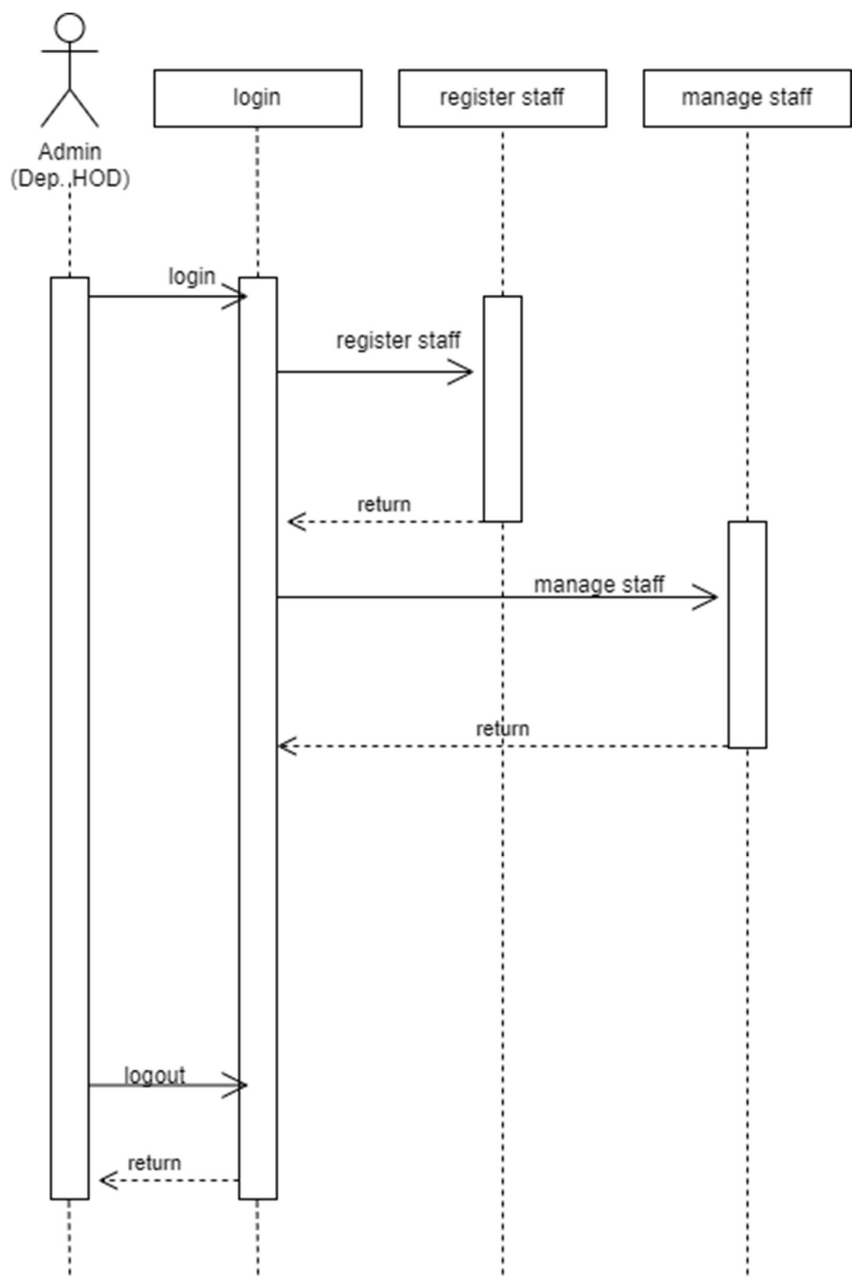 login
register staff
manage staff
Admin
(Dep. HOD)
login
register staff
return
manage staff
return
logout
return